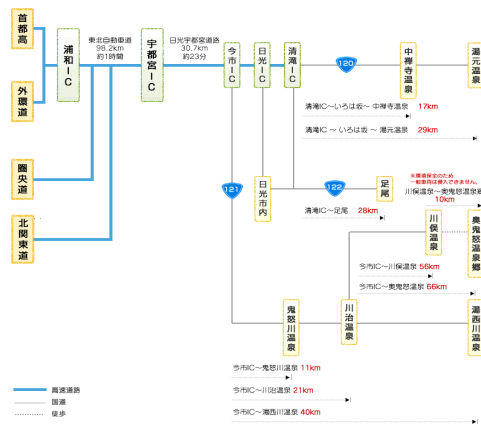 首都高
外環道
圏央道
北関東道
浦和IC
東北自動車道
98.2km
約1時間
宇都宮IC
日光宇都宮道路
30.7km
約23分
今市IC
日光IC
清滝IC
120
中禅寺温泉
湯元温泉
清滝IC～いろは坂～中禅寺温泉 17km
清滝IC ～ いろは坂 ～ 湯元温泉 29km
121
日光市内
122
足尾
清滝IC～足尾 28km
※環境保全のため
一般車両は侵入できません。
川俣温泉～奥鬼怒温泉郷
10km
川俣温泉
奥鬼怒温泉郷
今市IC～川俣温泉 56km
今市IC～奥鬼怒温泉 66km
鬼怒川温泉
川治温泉
湯西川温泉
今市IC～鬼怒川温泉 11km
今市IC～川治温泉 21km
今市IC～湯西川温泉 40km
高速道路
国道
徒歩